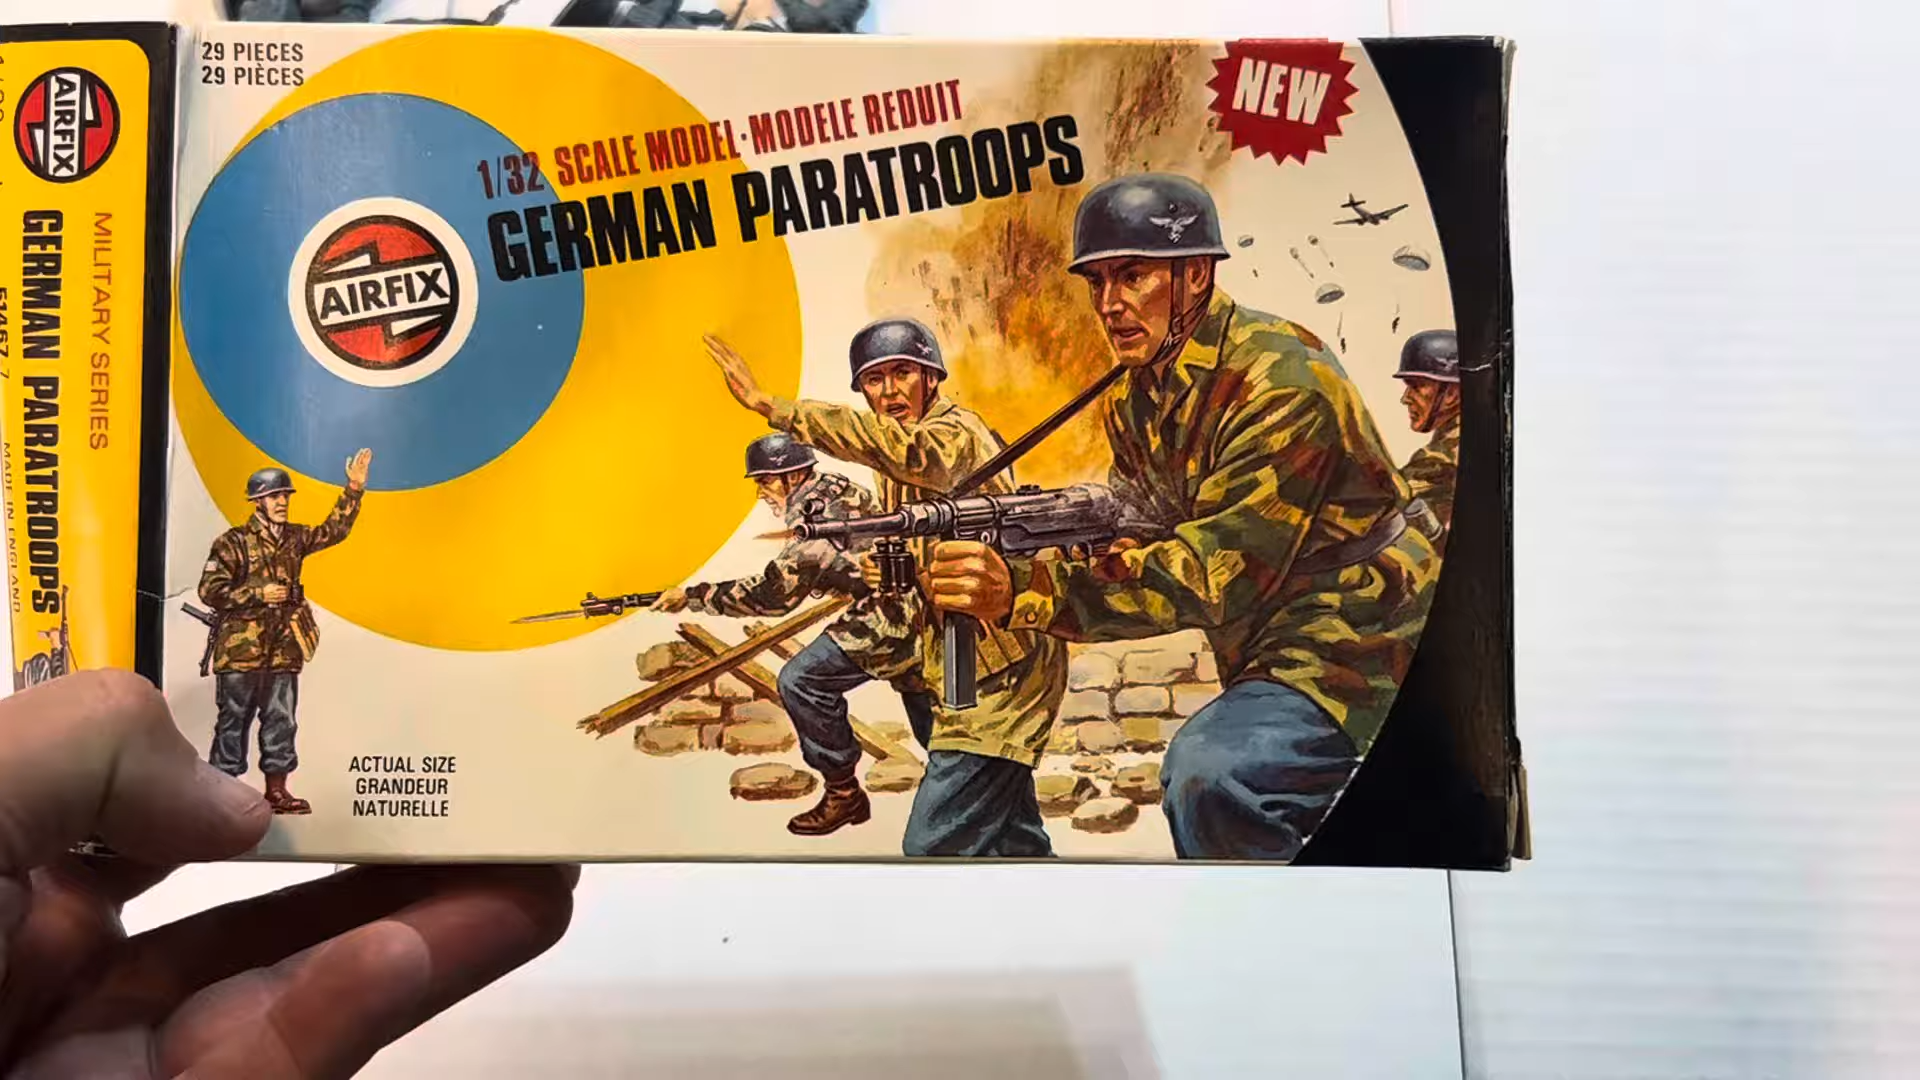 29 PIECES
29 PIÈCES
1/32 SCALE MODEL·MODELE REDUIT
GERMAN PARATROOPS
NEW
AIRFIX
ACTUAL SIZE
GRANDEUR
NATURELLE
AIRFIX
MILITARY SERIES
GERMAN PARATROOPS
MADE IN ENGLAND